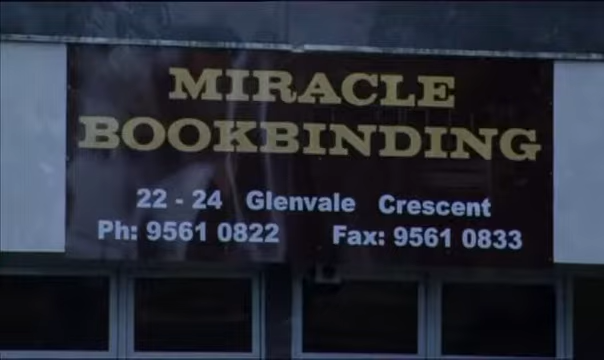 MIRACLE
BOOKBINDING
22 - 24 Glenvale Crescent
Ph: 9561 0822 Fax: 9561 0833